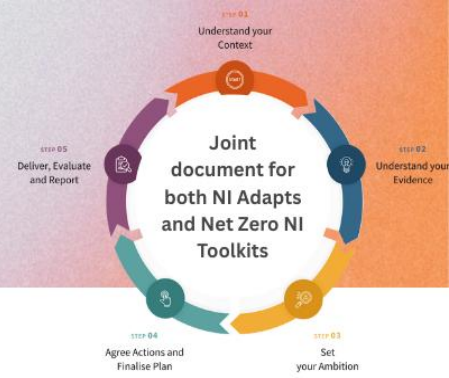 STEP 01
Understand your
Context
START
STEP 05
Deliver, Evaluate
and Report
Joint
document for
both NI Adapts
and Net Zero NI
Toolkits
STEP 02
Understand your
Evidence
STEP 04
Agree Actions and
Finalise Plan
STEP 03
Set
your Ambition